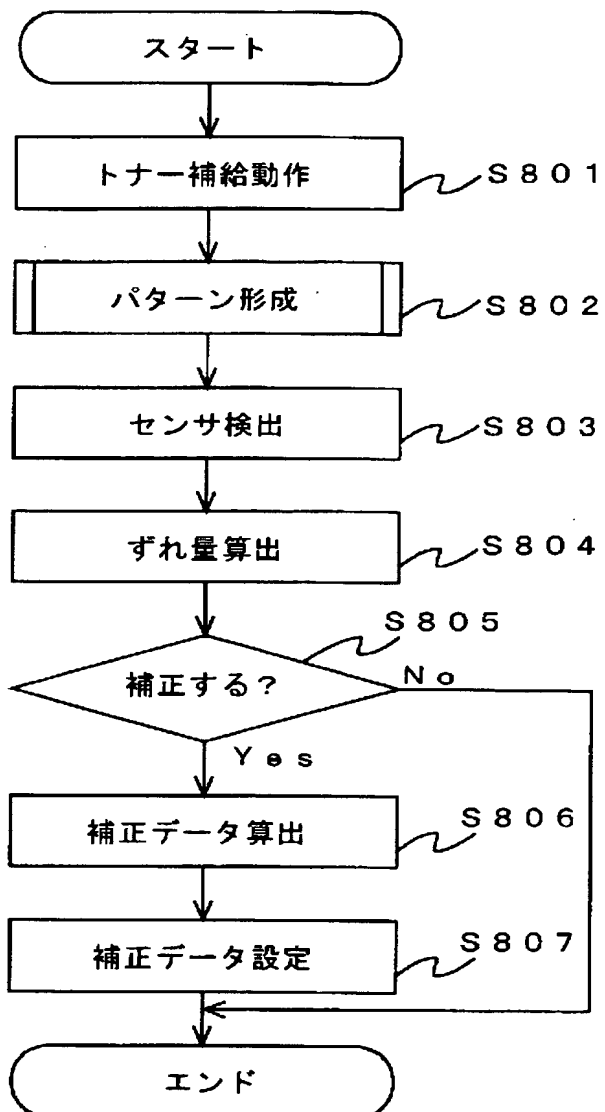 スタート
トナー補給動作
S801
パターン形成
S802
センサ検出
S803
ずれ量算出
S804
S805
補正する?
No
Yes
補正データ算出
S806
補正データ設定
S807
エンド